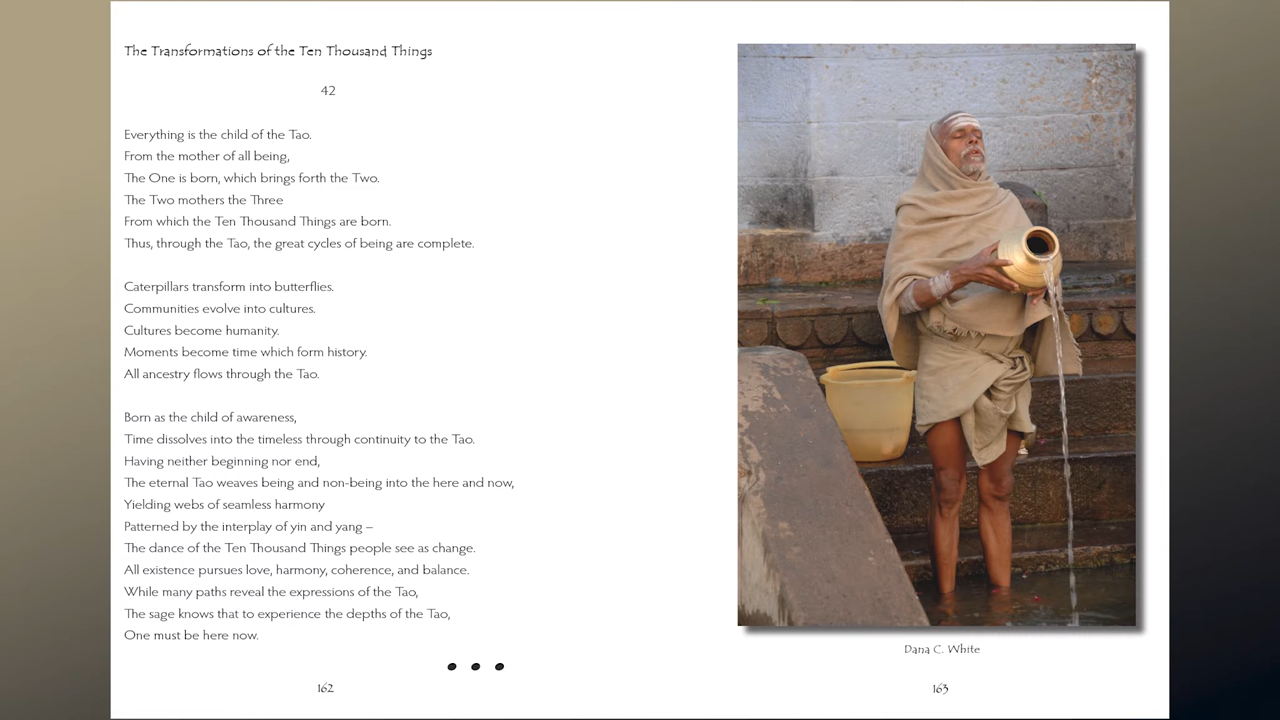 The Transformations of the Ten Thousand Things
42
Everything is the child of the Tao.
From the mother of all being,
The One is born, which brings forth the Two.
The Two mothers the Three
From which the Ten Thousand Things are born.
Thus, through the Tao, the great cycles of being are complete.
Caterpillars transform into butterflies.
Communities evolve into cultures.
Cultures become humanity.
Moments become time which form history.
All ancestry flows through the Tao.
Born as the child of awareness,
Time dissolves into the timeless through continuity to the Tao.
Having neither beginning nor end,
The eternal Tao weaves being and non-being into the here and now,
Yielding webs of seamless harmony
Patterned by the interplay of yin and yang –
The dance of the Ten Thousand Things people see as change.
All existence pursues love, harmony, coherence, and balance.
While many paths reveal the expressions of the Tao,
The sage knows that to experience the depths of the Tao,
One must be here now.
162
Dana C. White
163